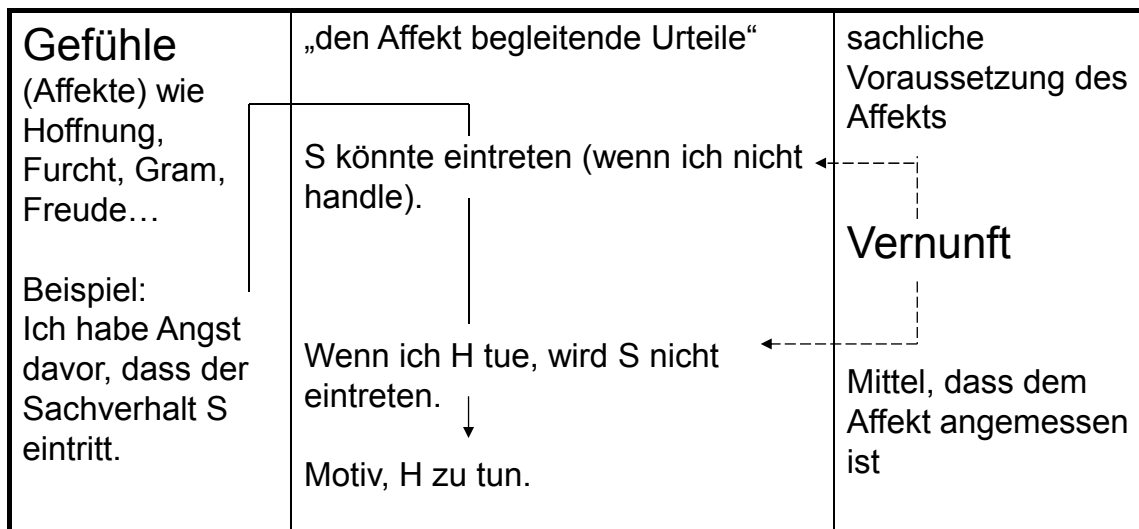 Gefühle
(Affekte) wie
Hoffnung,
Furcht, Gram,
Freude…
Beispiel:
Ich habe Angst
davor, dass der
Sachverhalt S
eintritt.
„den Affekt begleitende Urteile“
S könnte eintreten (wenn ich nicht
handle).
Wenn ich H tue, wird S nicht
eintreten.
Motiv, H zu tun.
sachliche
Voraussetzung des
Affekts
Vernunft
Mittel, dass dem
Affekt angemessen
ist